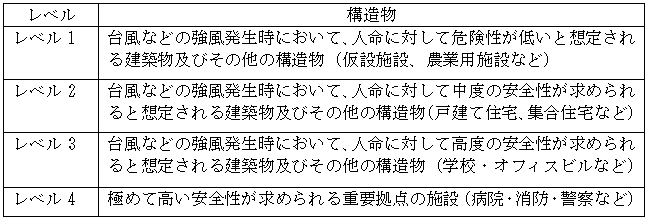 レベル 構造物
レベル 1 台風などの強風発生時において、人命に対して危険性が低いと想定され
る建築物及びその他の構造物（仮設施設、農業用施設など）
レベル 2 台風などの強風発生時において、人命に対して中度の安全性が求められ
ると想定される建築物及びその他の構造物(戸建て住宅、集合住宅など）
レベル 3 台風などの強風発生時において、人命に対して高度の安全性が求められ
ると想定される建築物及びその他の構造物（学校・オフィスビルなど）
レベル 4 極めて高い安全性が求められる重要拠点の施設（病院・消防・警察など）